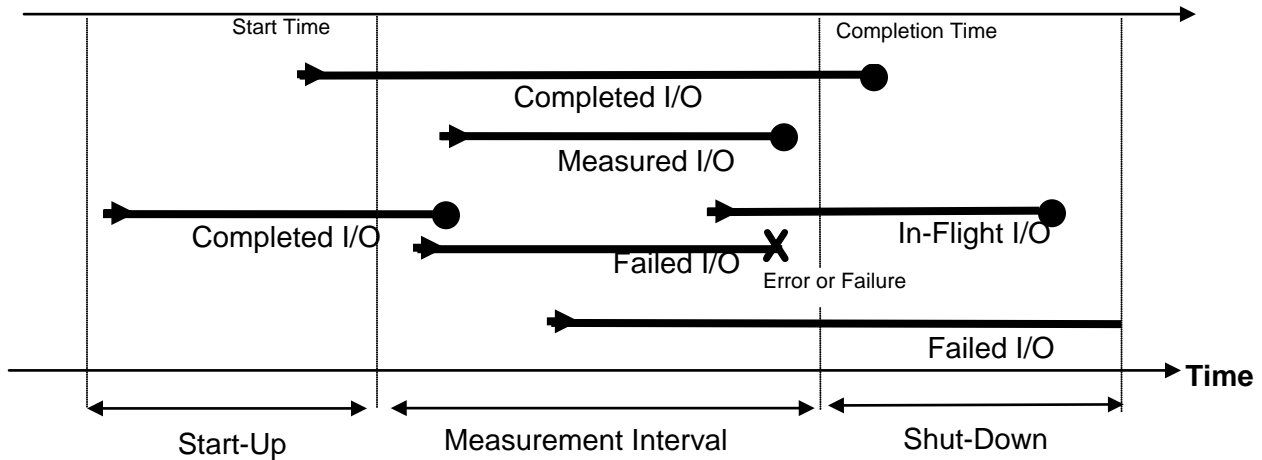 Start Time
Completion Time
Completed I/O
Measured I/O
Completed I/O
In-Flight I/O
Failed I/O
Error or Failure
Failed I/O
Time
Start-Up
Measurement Interval
Shut-Down